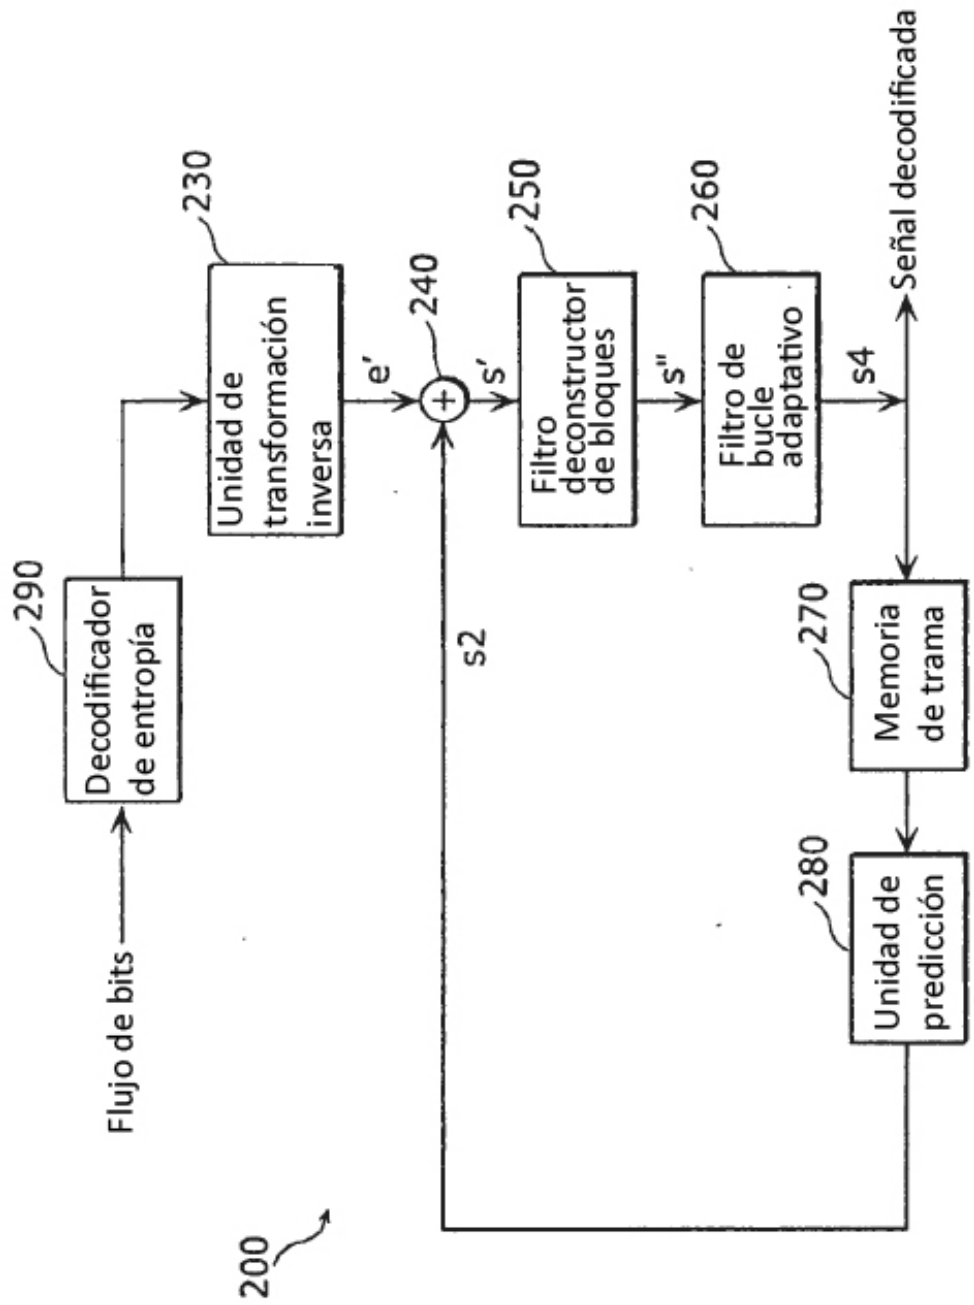 200
Flujo de bits
290
Decodificador
de entropía
230
Unidad de
transformación
inversa
e'
240
+
s'
s2
250
Filtro
deconstructor
de bloques
s"
260
Filtro de
bucle
adaptativo
s4
Señal decodificada
270
Memoria
de trama
280
Unidad de
predicción